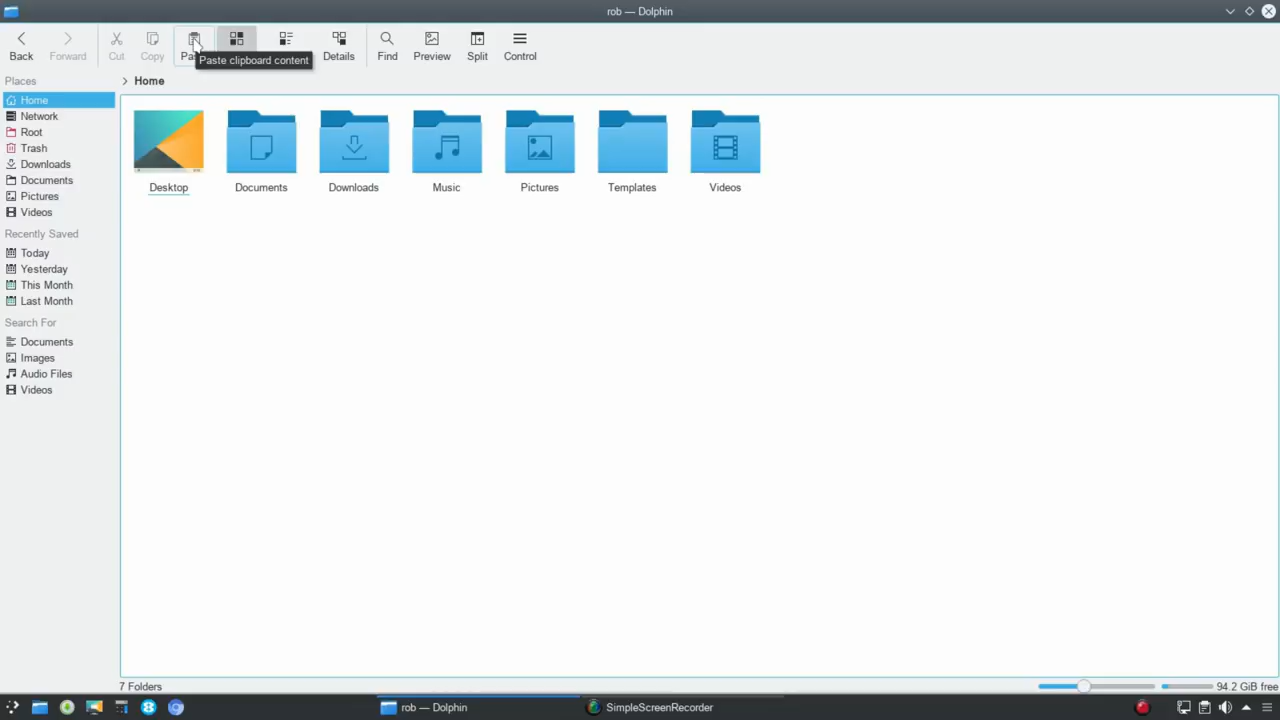 rob — Dolphin
Back
Forward
Cut
Copy
Details
Find
Preview
Split
Control
Paste clipboard content
Places
Home
Home
Network
Root
Trash
Downloads
Documents
Pictures
Videos
Recently Saved
Today
Yesterday
This Month
Last Month
Search For
Documents
Images
Audio Files
Videos
Desktop
Documents
Downloads
Music
Pictures
Templates
Videos
7 Folders
94.2 GiB free
rob — Dolphin
SimpleScreenRecorder